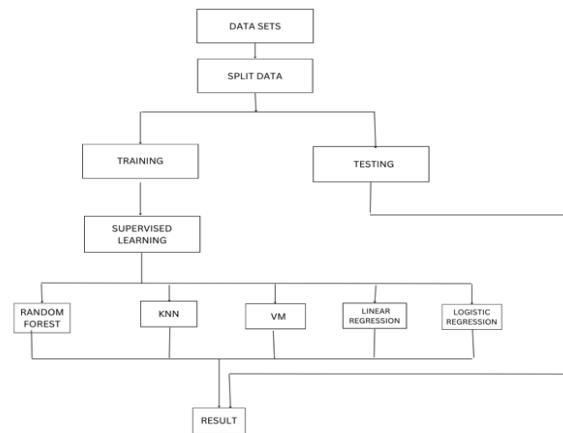 DATA SETS
SPLIT DATA
TRAINING
TESTING
SUPERVISED
LEARNING
RANDOM
FOREST
KNN
VM
LINEAR
REGRESSION
LOGISTIC
REGRESSION
RESULT